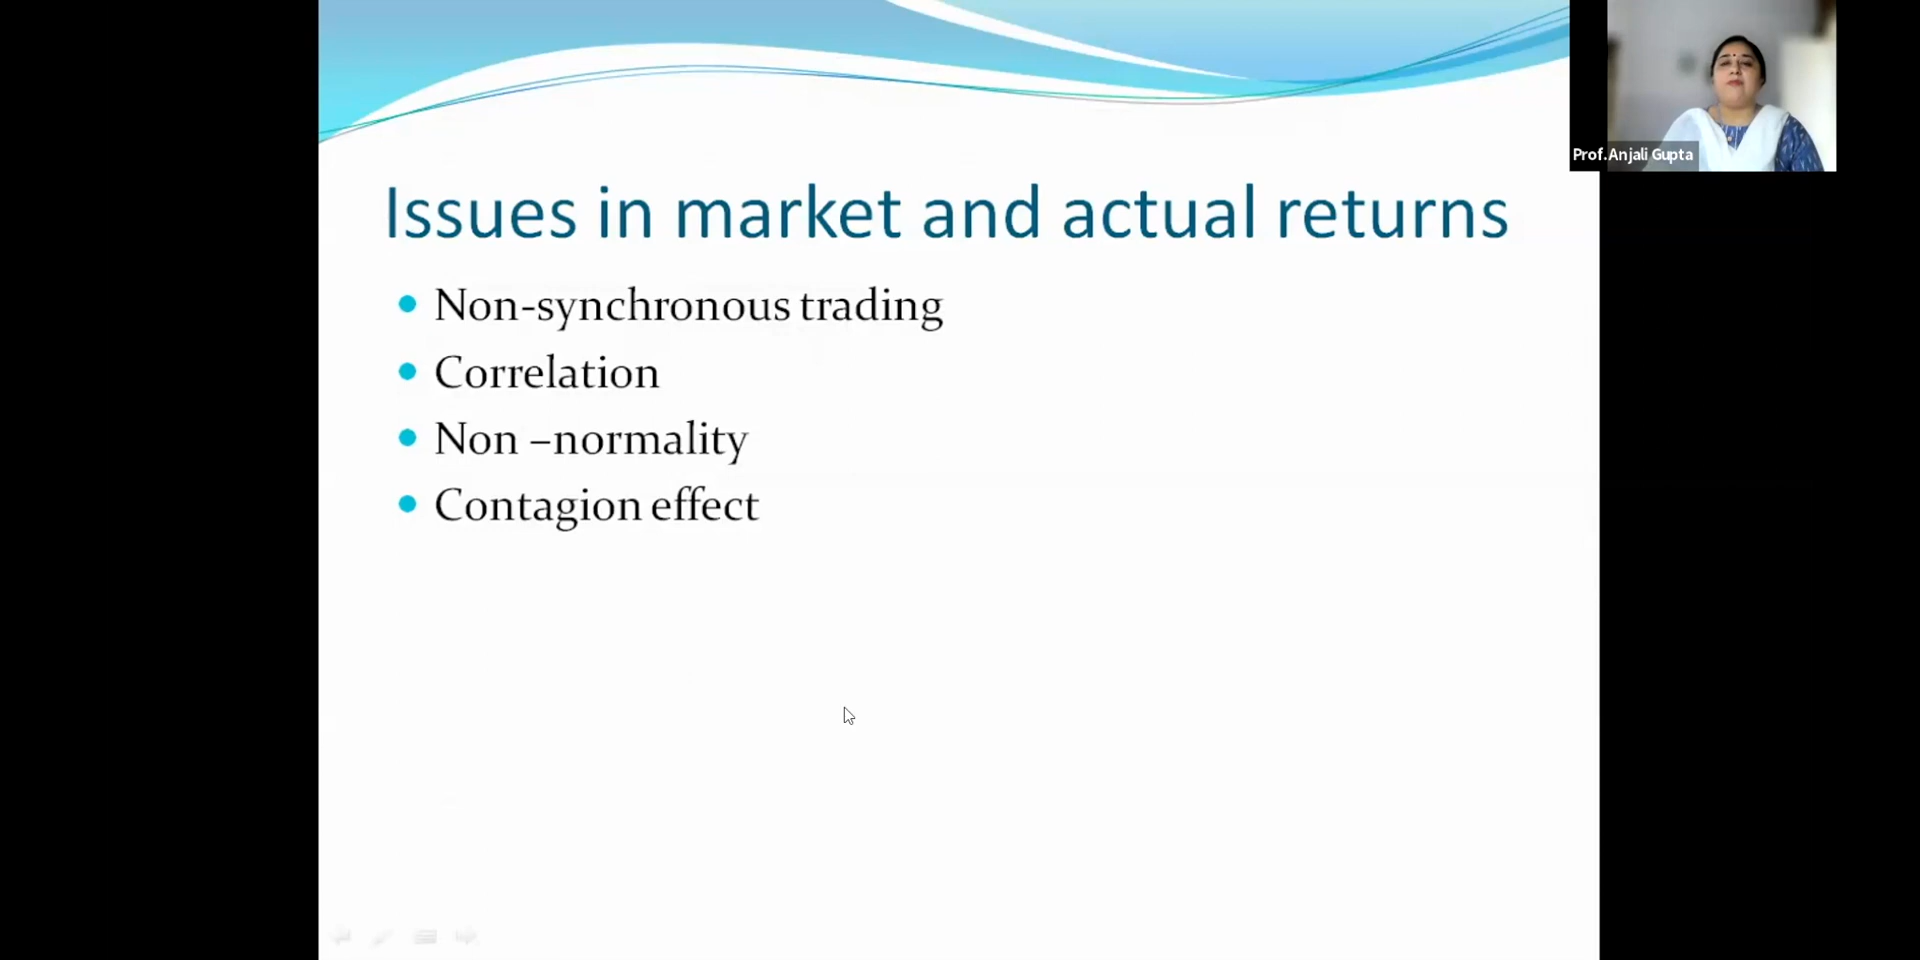 Issues in market and actual returns
Non-synchronous trading
Correlation
Non –normality
Contagion effect
Prof.Anjali Gupta